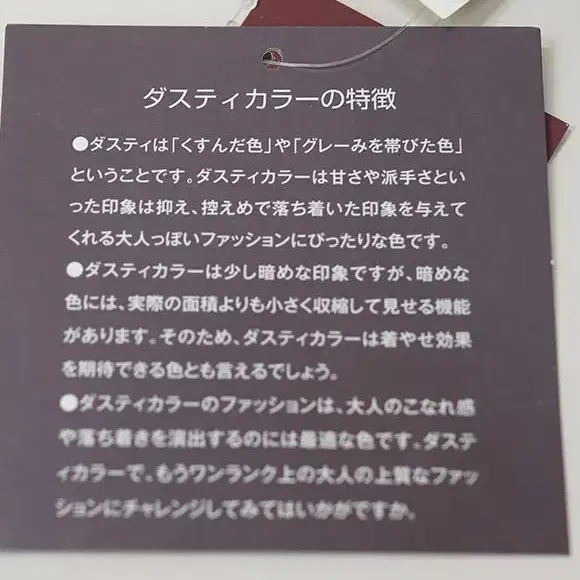 ダスティカラーの特徴
●ダスティは「くすんだ色」や「グレーみを帯びた色」
ということです。ダスティカラーは甘さや派手さとい
った印象は抑え、控えめで落ち着いた印象を与えて
くれる大人っぽいファッションにぴったりな色です。
●ダスティカラーは少し暗めな印象ですが、暗めな
色には、実際の面積よりも小さく収縮して見せる機能
があります。そのため、ダスティカラーは着やせ効果
を期待できる色とも言えるでしょう。
●ダスティカラーのファッションは、大人のこなれ感
や落ち着きを演出するのには最適な色です。ダステ
ィカラーで、もうワンランク上の大人の上質なファッ
ションにチャレンジしてみてはいかがですか。